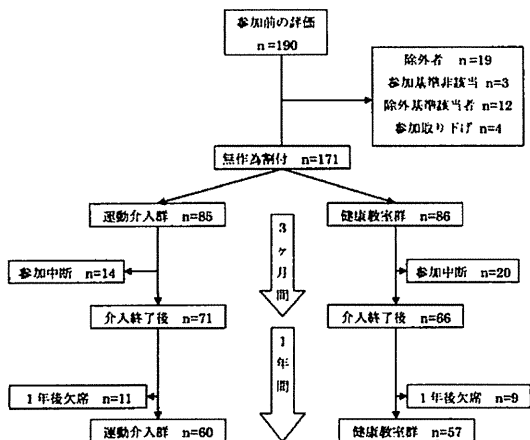 参加前の評価
n=190
除外者 n=19
参加基準非該当 n=3
除外基準該当者 n=12
参加取り下げ n=4
無作為割付 n=171
運動介入群 n=85
健康教室群 n=86
3ヶ月間
参加中断 n=14
参加中断 n=20
介入終了後 n=71
介入終了後 n=66
1年間
1年後欠席 n=11
1年後欠席 n=9
運動介入群 n=60
健康教室群 n=57